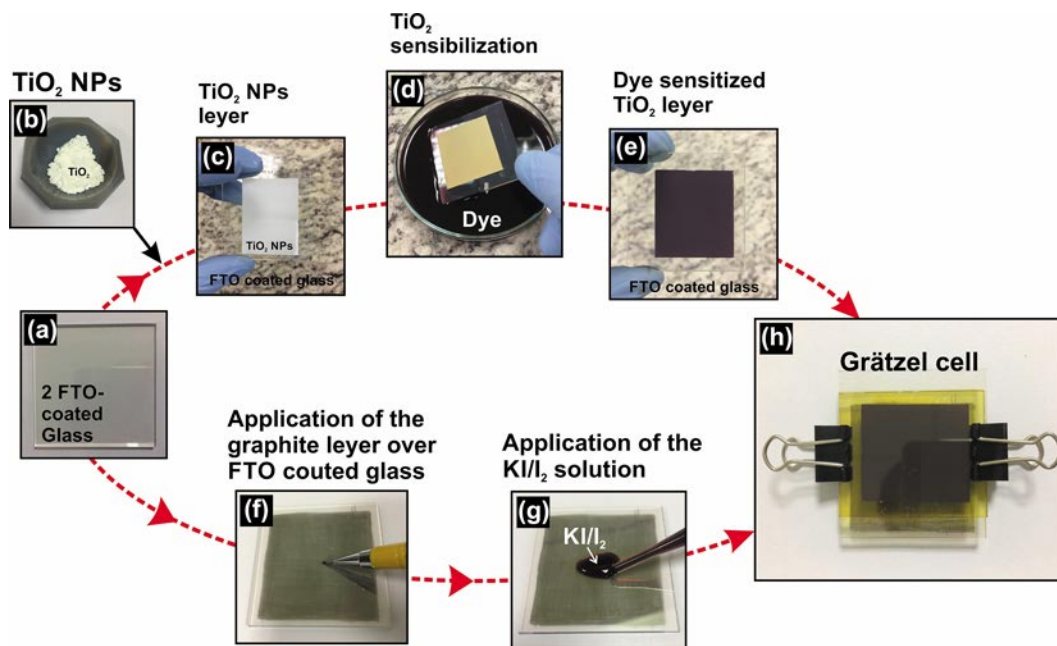 TiO₂ NPs
(b)
TiO₂
TiO₂ NPs
leyer
(c)
TiO₂ NPs
FTO coated glass
TiO₂
sensibilization
(d)
Dye
Dye sensitized
TiO₂ layer
(e)
FTO coated glass
(a)
2 FTO-
coated
Glass
Application of the
graphite layer over
FTO couted glass
(f)
Application of the
KI/I₂ solution
(g)
KI/I₂
(h)
Grätzel cell